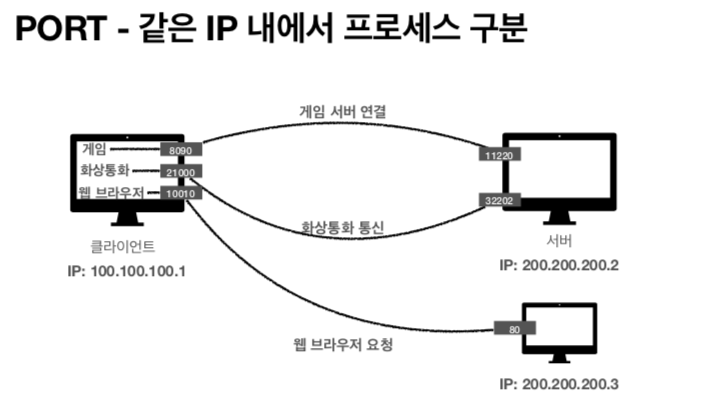 PORT - 같은 IP 내에서 프로세스 구분
게임 서버 연결
게임
8090
11220
화상통화
21000
웹 브라우저
10010
32202
화상통화 통신
클라이언트
서버
IP: 100.100.100.1
IP: 200.200.200.2
80
웹 브라우저 요청
IP: 200.200.200.3